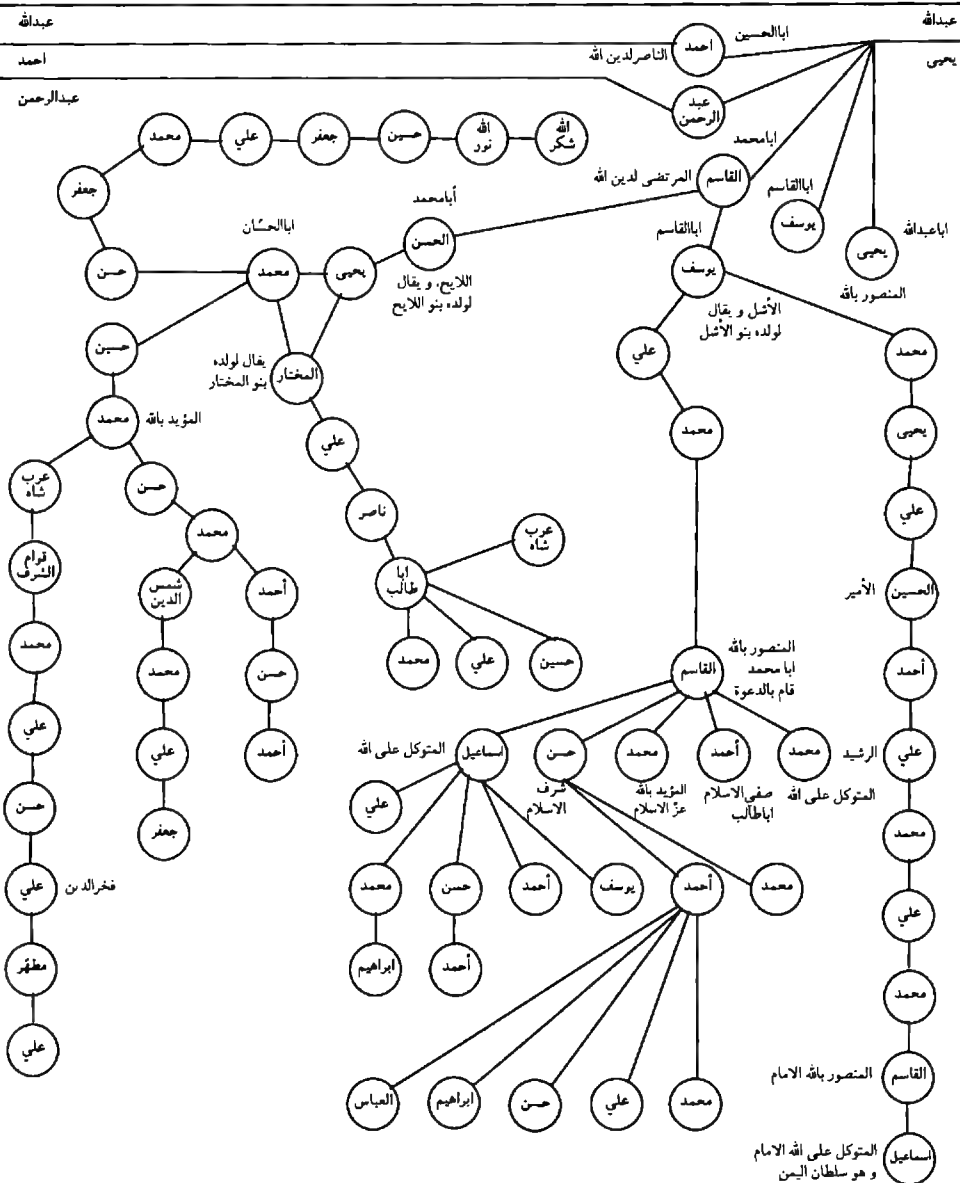 عبدالله
عبدالله
اباالحسين
احمد
الناصرلدين الله
احمد
يحيى
عبد
الرحمن
عبدالرحمن
ابامحمد
الله
شكر
الله
نور
حسين
جعفر
علي
محمد
القاسم
المرتضى لدين الله
جعفر
أبامحمد
اباالقاسم
يوسف
اباعبدالله
يحيى
المنصور بالله
اباالقاسم
يوسف
الأشل و يقال
لولده بنو الأشل
الحسن
اللايح، و يقال
لولده بنو اللايح
يحيى
محمد
حسن
محمد
علي
حسين
يقال لولده
بنو المختار
المختار
محمد
المؤيد بالله
يحيى
محمد
علي
عرب
شاه
حسن
علي
ناصر
محمد
عرب
شاه
قوام
الشرف
ابا
طالب
شمس
الدين
أحمد
الحسين
الأمير
محمد
علي
حسين
محمد
محمد
حسن
المنصور بالله
ابا محمد
قام بالدعوة
القاسم
أحمد
علي
علي
أحمد
المتوكل على الله
اسماعيل
حسن
شرف
الاسلام
محمد
المؤيد بالله
عزّ الاسلام
أحمد
صفي الاسلام
اباطالب
محمد
المتوكل على الله
الرشيد
علي
حسن
جعفر
علي
محمد
علي
فخرالدين
محمد
حسن
أحمد
يوسف
أحمد
محمد
علي
مطهّر
ابراهيم
أحمد
محمد
علي
العباس
ابراهيم
حسن
علي
محمد
القاسم
المنصور بالله الامام
اسماعيل
المتوكل على الله الامام
و هو سلطان اليمن